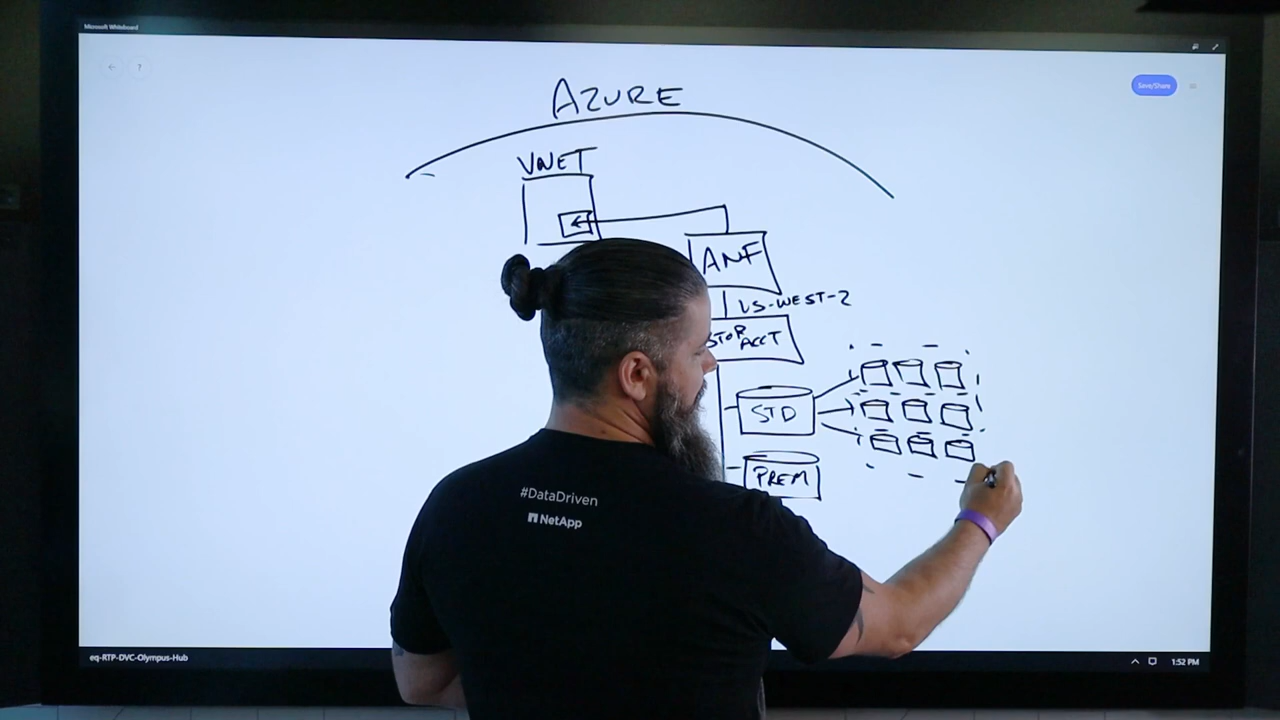 Microsoft Whiteboard
?
Save/Share
AZURE
VNET
ANF
US-WEST-2
STOR ACCT
STD
PREM
#DataDriven
NetApp
eq-RTP-DVC-Olympus-Hub
1:52 PM